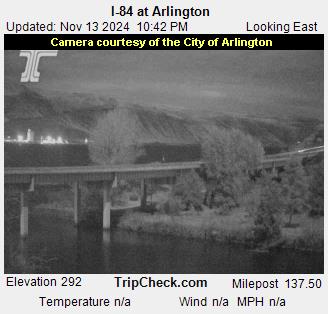 I-84 at Arlington
Updated: Nov 13 2024 10:42 PM Looking East
Camera courtesy of the City of Arlington
Elevation 292 TripCheck.com Milepost 137.50
Temperature n/a Wind n/a MPH n/a